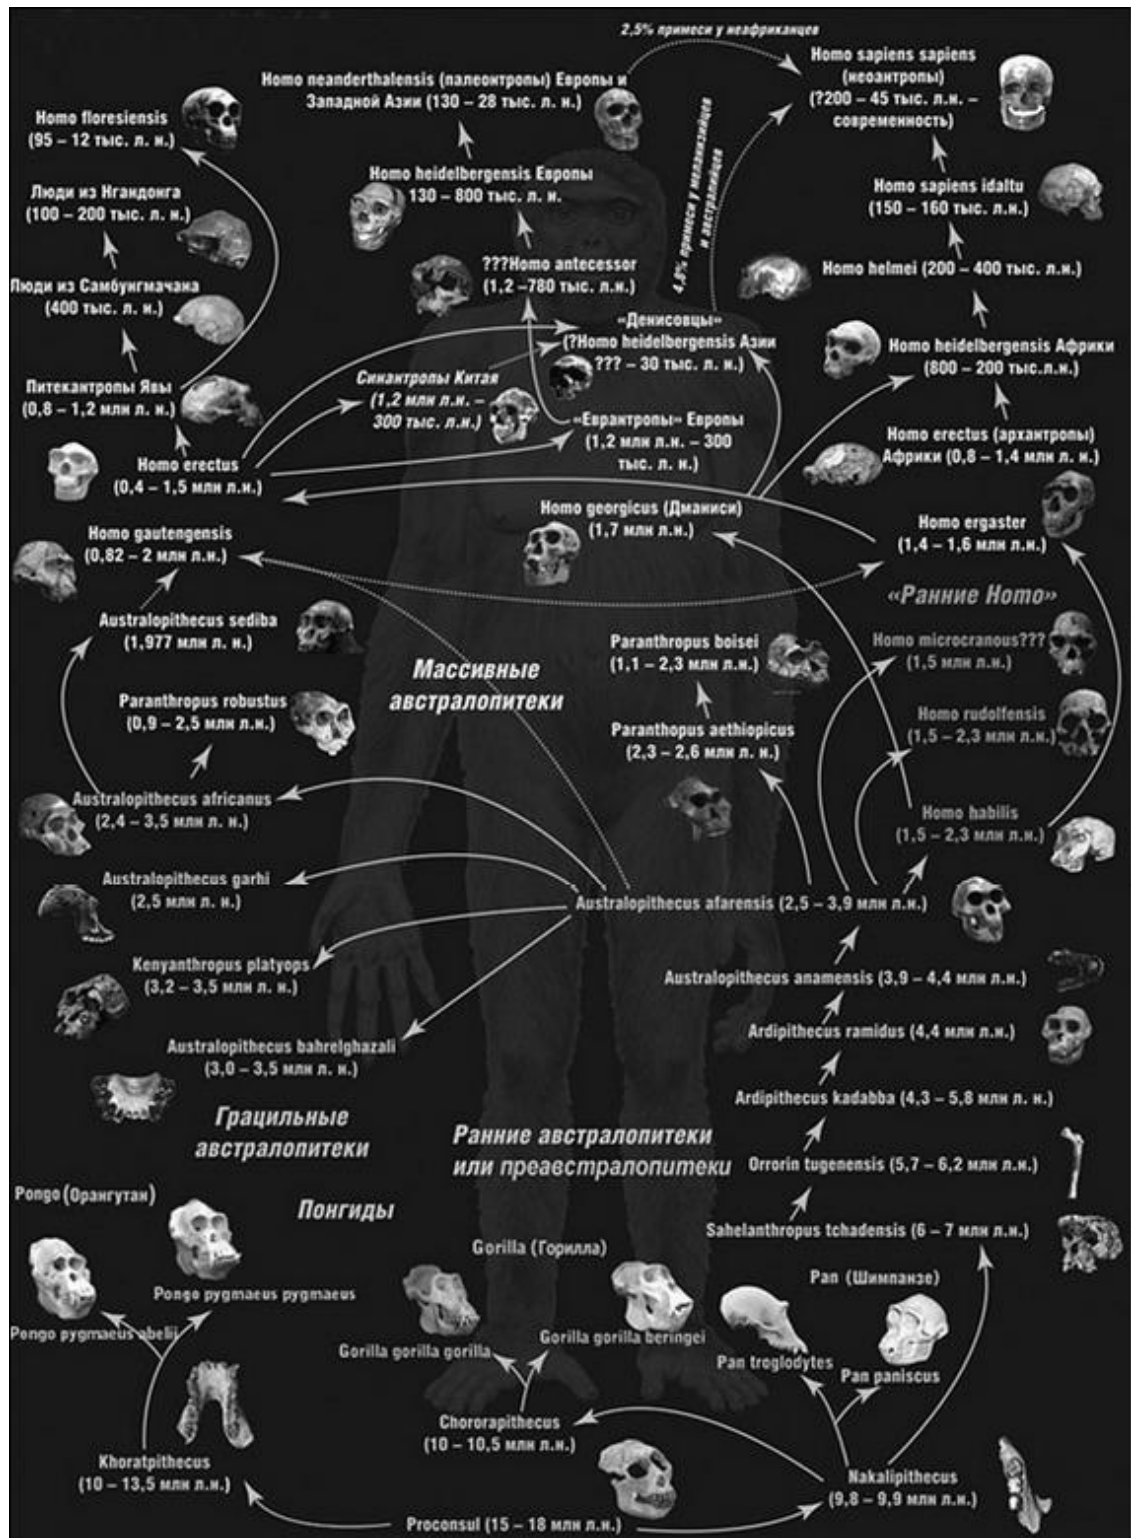 2,5% примеси у неафриканцев
Homo sapiens sapiens
(неоантропы)
(?200 – 45 тыс. л.н. –
современность)
Homo neanderthalensis (палеонтропы) Европы и
Западной Азии (130 – 28 тыс. л. н.)
Homo floresiensis
(95 – 12 тыс. л. н.)
4,8% примеси у меланезийцев
и австралийцев
Homo heidelbergensis Европы
130 – 800 тыс. л. н.
Люди из Нгандонга
(100 – 200 тыс. л. н.)
Homo sapiens idaltu
(150 – 160 тыс. л.н.)
???Homo antecessor
(1,2 –780 тыс. л.н.)
Homo helmei (200 – 400 тыс.л.н.)
Люди из Самбунгмачана
(400 тыс. л. н.)
«Денисовцы»
(?Homo heidelbergensis Азии
??? – 30 тыс. л. н.)
Homo heidelbergensis Африки
(800 – 200 тыс.л.н.)
Питекантропы Явы
(0,8 – 1,2 млн л. н.)
Синантропы Китая
(1,2 млн л.н. –
300 тыс. л.н.)
«Еврантропы» Европы
(1,2 млн л.н. – 300
тыс. л. н.)
Homo erectus (архантропы)
Африки (0,8 – 1,4 млн л. н.)
Homo erectus
(0,4 – 1,5 млн л.н.)
Homo georgicus (Дманиси)
(1,7 млн л.н.)
Homo ergaster
(1,4 – 1,6 млн л.н.)
Homo gautengensis
(0,82 – 2 млн л.н.)
«Ранние Homo»
Australopithecus sediba
(1,977 млн л. н.)
Paranthropus boisei
(1,1 – 2,3 млн л.н.)
Homo microcranous???
(1,5 млн л.н.)
Массивные
австралопитеки
Paranthropus robustus
(0,9 – 2,5 млн л.н.)
Paranthopus aethiopicus
(2,3 – 2,6 млн л. н.)
Homo rudolfensis
(1,5 – 2,3 млн л.н.)
Australopithecus africanus
(2,4 – 3,5 млн л. н.)
Homo habilis
(1,5 – 2,3 млн л.н.)
Australopithecus garhi
(2,5 млн л. н.)
Australopithecus afarensis (2,5 – 3,9 млн л.н.)
Kenyanthropus platyops
(3,2 – 3,5 млн л. н.)
Australopithecus anamensis (3,9 – 4,4 млн л.н.)
Ardipithecus ramidus (4,4 млн л.н.)
Australopithecus bahrelghazali
(3,0 – 3,5 млн л. н.)
Ardipithecus kadabba (4,3 – 5,8 млн л. н.)
Грацильные
австралопитеки
Ранние австралопитеки
или преавстралопитеки
Orrorin tugenensis (5,7 – 6,2 млн л.н.)
Pongo (Орангутан)
Понгиды
Sahelanthropus tchadensis (6 – 7 млн л.н.)
Gorilla (Горилла)
Pan (Шимпанзе)
Pongo pygmaeus pygmaeus
Pongo pygmaeus abelii
Gorilla gorilla beringei
Gorilla gorilla gorilla
Pan troglodytes
Pan paniscus
Chororapithecus
(10 – 10,5 млн л.н.)
Khoratpithecus
(10 – 13,5 млн л.н.)
Nakalipithecus
(9,8 – 9,9 млн л.н.)
Proconsul (15 – 18 млн л.н.)